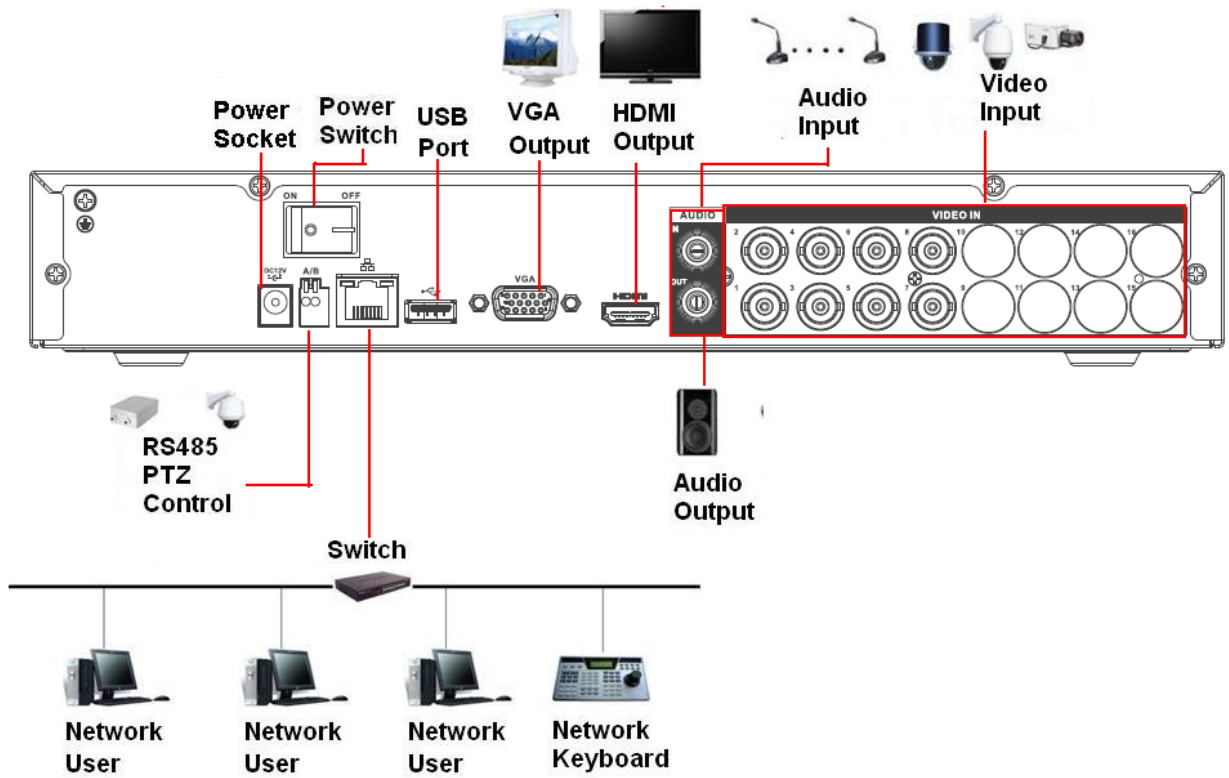 Power
Socket
Power
Switch
USB
Port
VGA
Output
HDMI
Output
Audio
Input
Video
Input
ON OFF
AUDIO
VIDEO IN
IN
2 4 6 8 10 12 14 16
DC12V
A/B
VGA
HDMI
OUT
1 3 5 7 9 11 13 15
RS485
PTZ
Control
Audio
Output
Switch
Network
User
Network
User
Network
User
Network
Keyboard